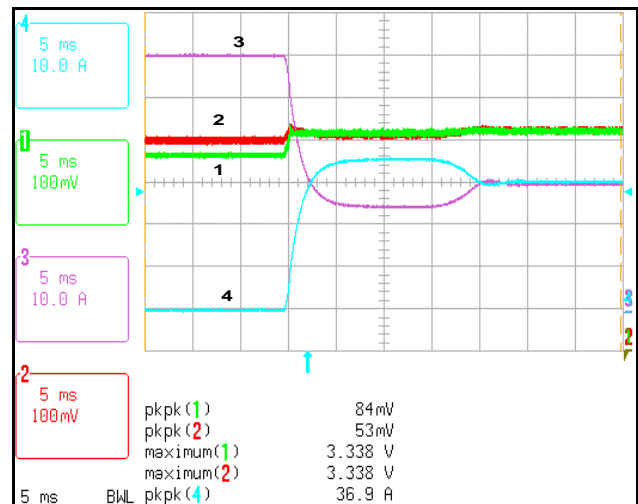 4
5 ms
10.0 A
1
5 ms
100mV
3
5 ms
10.0 A
2
5 ms
100mV
5 ms BWL
3
2
1
4
3
2
pkpk(1) 84mV
pkpk(2) 53mV
maximum(1) 3.338 V
maximum(2) 3.338 V
pkpk(4) 36.9 A